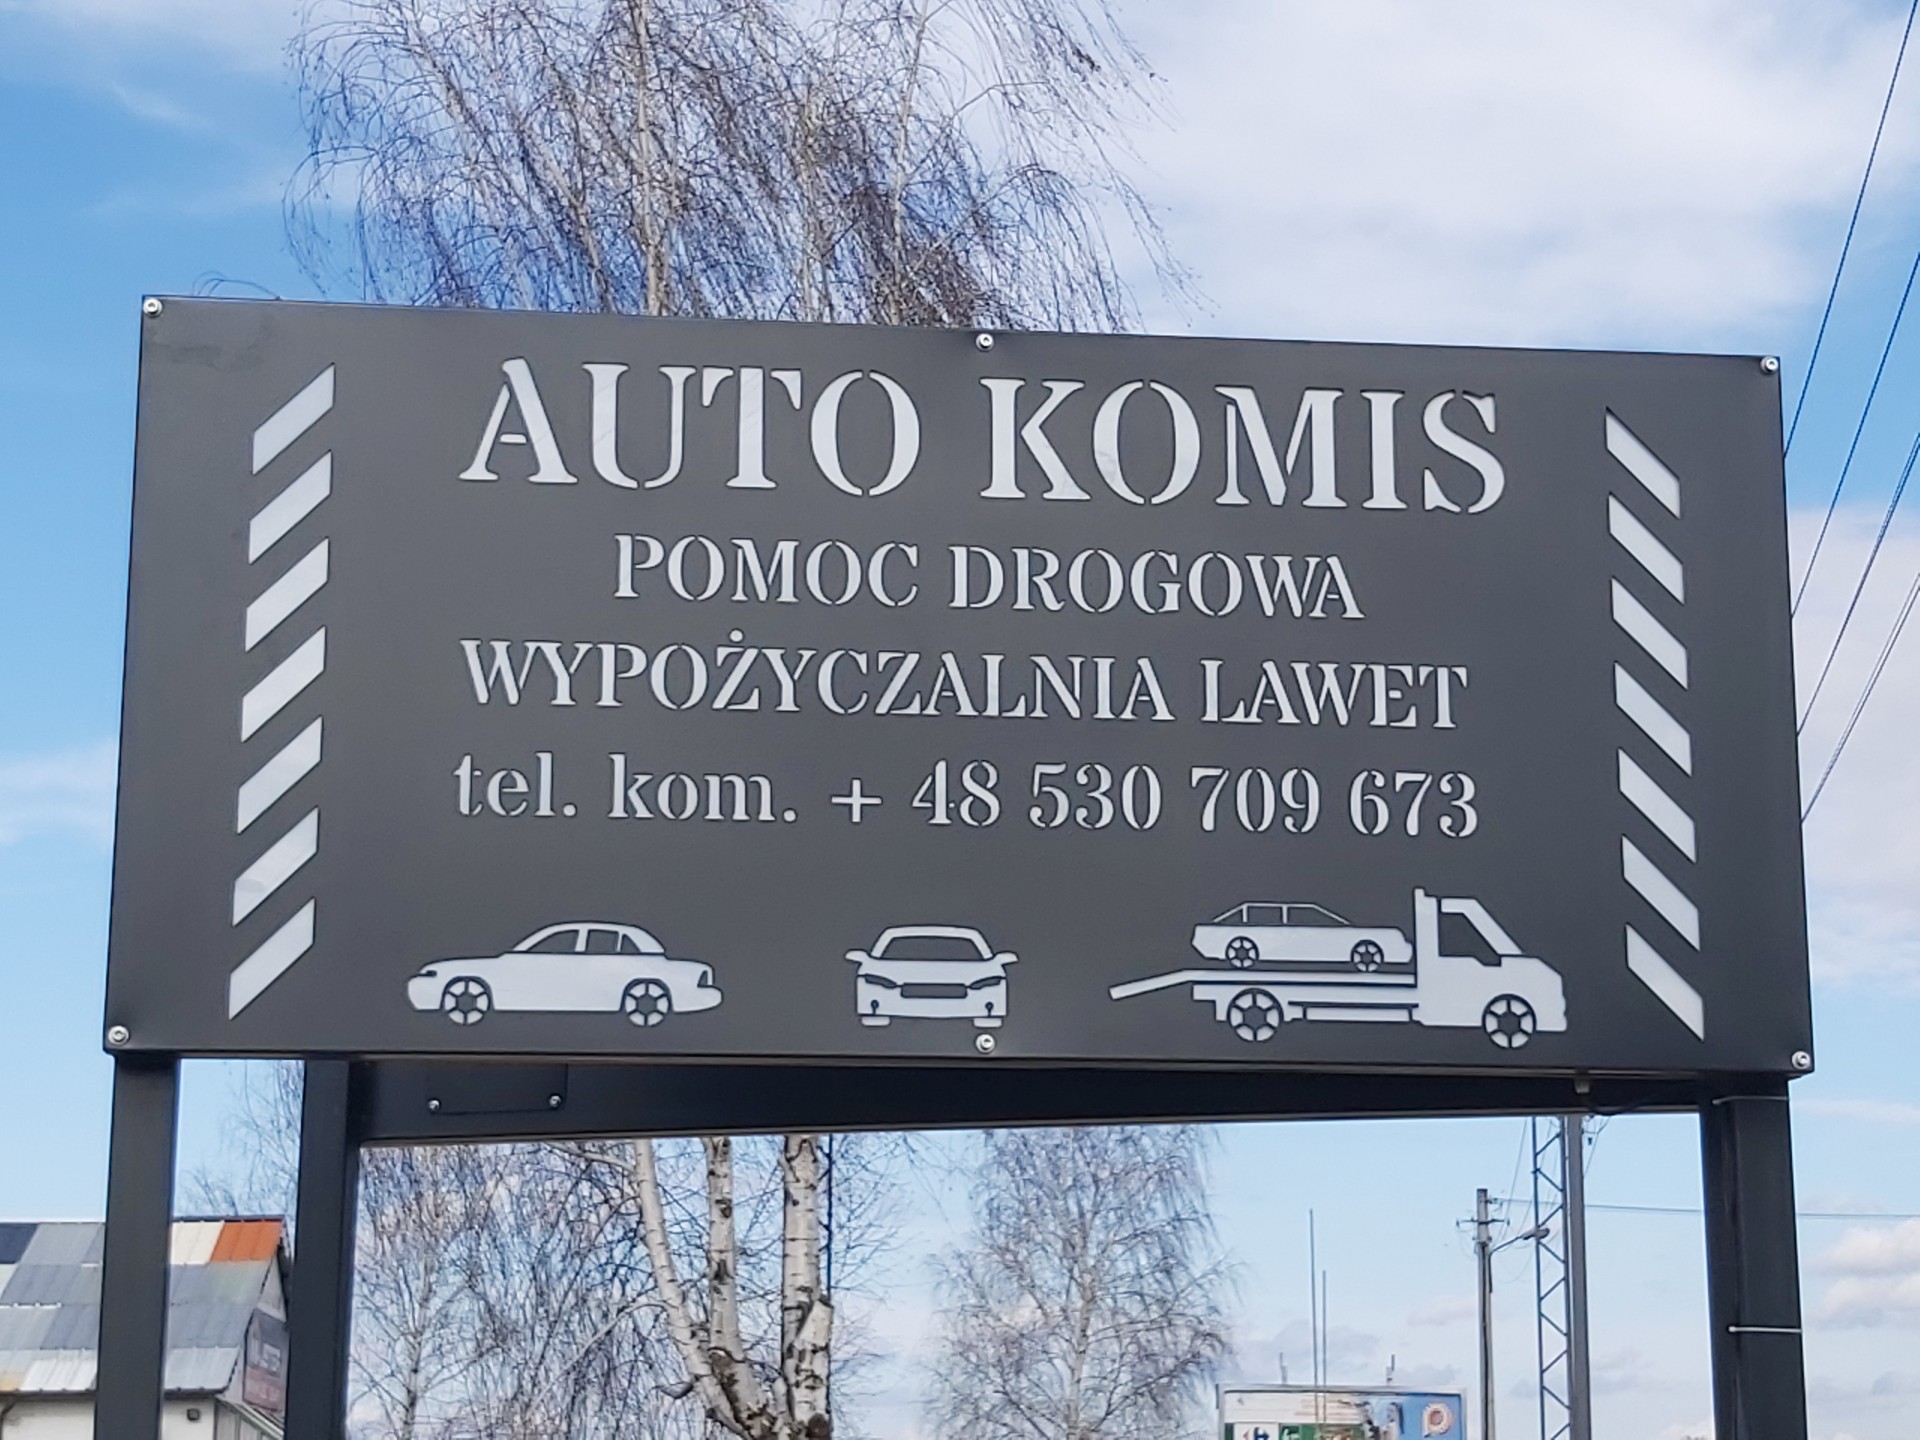 AUTO KOMIS
POMOC DROGOWA
WYPOŻYCZALNIA LAWET
tel. kom. + 48 530 709 673